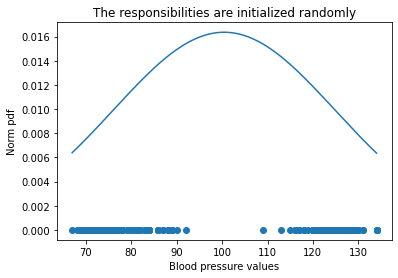 The responsibilities are initialized randomly
Norm pdf
0.016
0.014
0.012
0.010
0.008
0.006
0.004
0.002
0.000
70 80 90 100 110 120 130
Blood pressure values